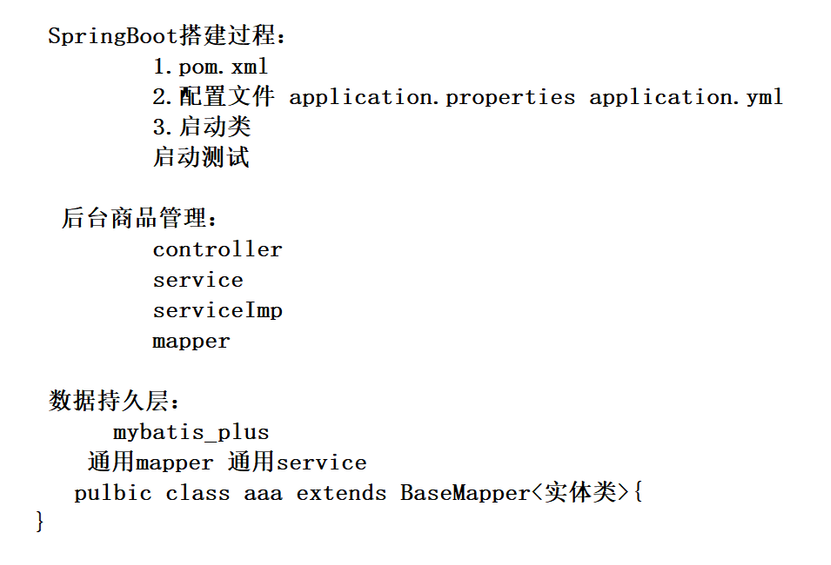 SpringBoot搭建过程：
1.pom.xml
2.配置文件 application.properties application.yml
3.启动类
启动测试
后台商品管理：
controller
service
serviceImp
mapper
数据持久层：
mybatis_plus
通用mapper 通用service
pulbic class aaa extends BaseMapper<实体类>{
}